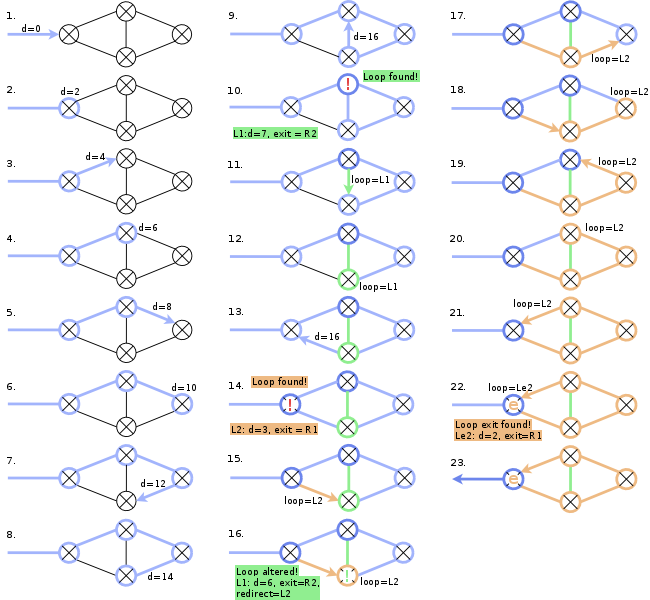 1.
d=0
2.
d=2
3.
d=4
4.
d=6
5.
d=8
6.
d=10
7.
d=12
8.
d=14
9.
d=16
Loop found!
10.
!
L1:d=7, exit = R2
11.
loop=L1
12.
loop=L1
13.
d=16
14.
Loop found!
!
L2: d=3, exit = R1
15.
loop=L2
16.
!
Loop altered!
L1: d=6, exit=R2,
redirect=L2
loop=L2
17.
loop=L2
18.
loop=L2
19.
loop=L2
20.
loop=L2
21.
loop=L2
22.
loop=Le2
e
Loop exit found!
Le2: d=2, exit=R1
23.
e